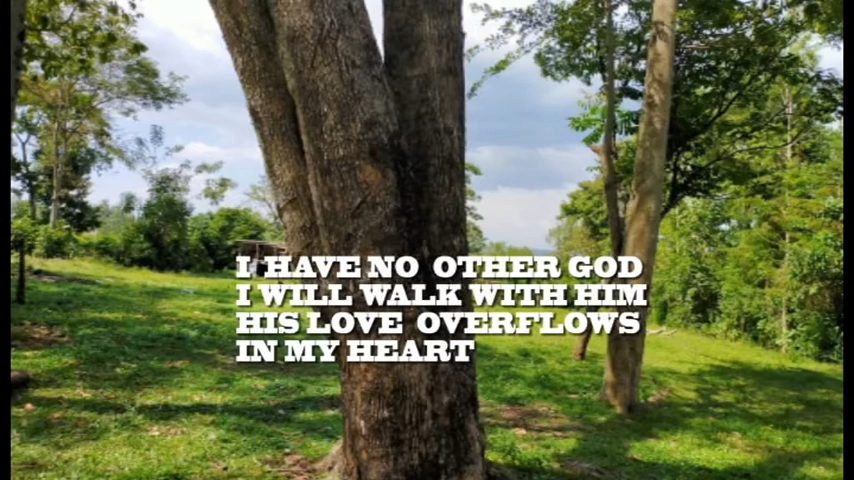 I HAVE NO OTHER GOD
I WILL WALK WITH HIM
HIS LOVE OVERFLOWS
IN MY HEART